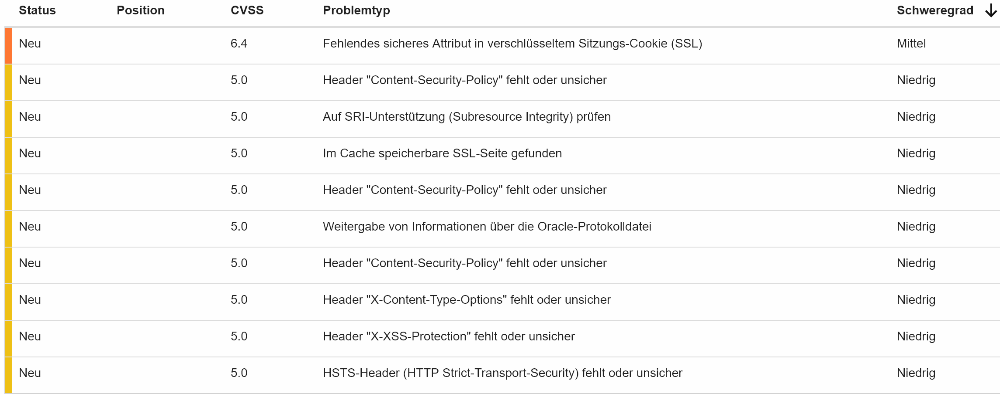 Status Position CVSS Problemtyp Schweregrad
Neu 6.4 Fehlendes sicheres Attribut in verschlüsseltem Sitzungs-Cookie (SSL) Mittel
Neu 5.0 Header "Content-Security-Policy" fehlt oder unsicher Niedrig
Neu 5.0 Auf SRI-Unterstützung (Subresource Integrity) prüfen Niedrig
Neu 5.0 Im Cache speicherbare SSL-Seite gefunden Niedrig
Neu 5.0 Header "Content-Security-Policy" fehlt oder unsicher Niedrig
Neu 5.0 Weitergabe von Informationen über die Oracle-Protokolldatei Niedrig
Neu 5.0 Header "Content-Security-Policy" fehlt oder unsicher Niedrig
Neu 5.0 Header "X-Content-Type-Options" fehlt oder unsicher Niedrig
Neu 5.0 Header "X-XSS-Protection" fehlt oder unsicher Niedrig
Neu 5.0 HSTS-Header (HTTP Strict-Transport-Security) fehlt oder unsicher Niedrig